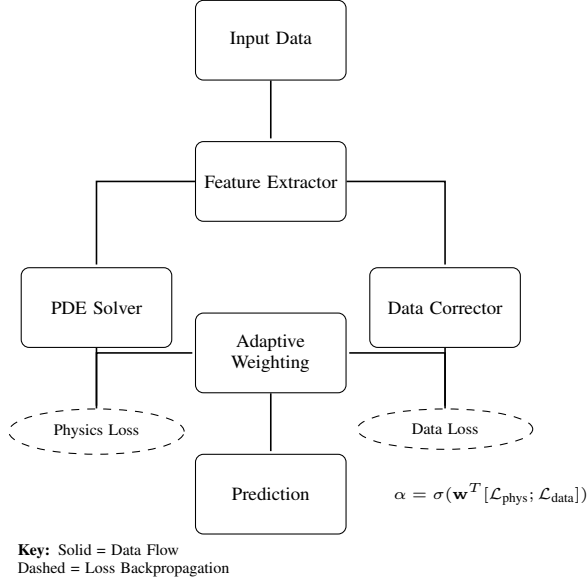 Input Data
Feature Extractor
PDE Solver
Data Corrector
Adaptive
Weighting
Physics Loss
Data Loss
Prediction
α = σ(𝐰ᵀ[ℒ_phys; ℒ_data])
Key: Solid = Data Flow
Dashed = Loss Backpropagation